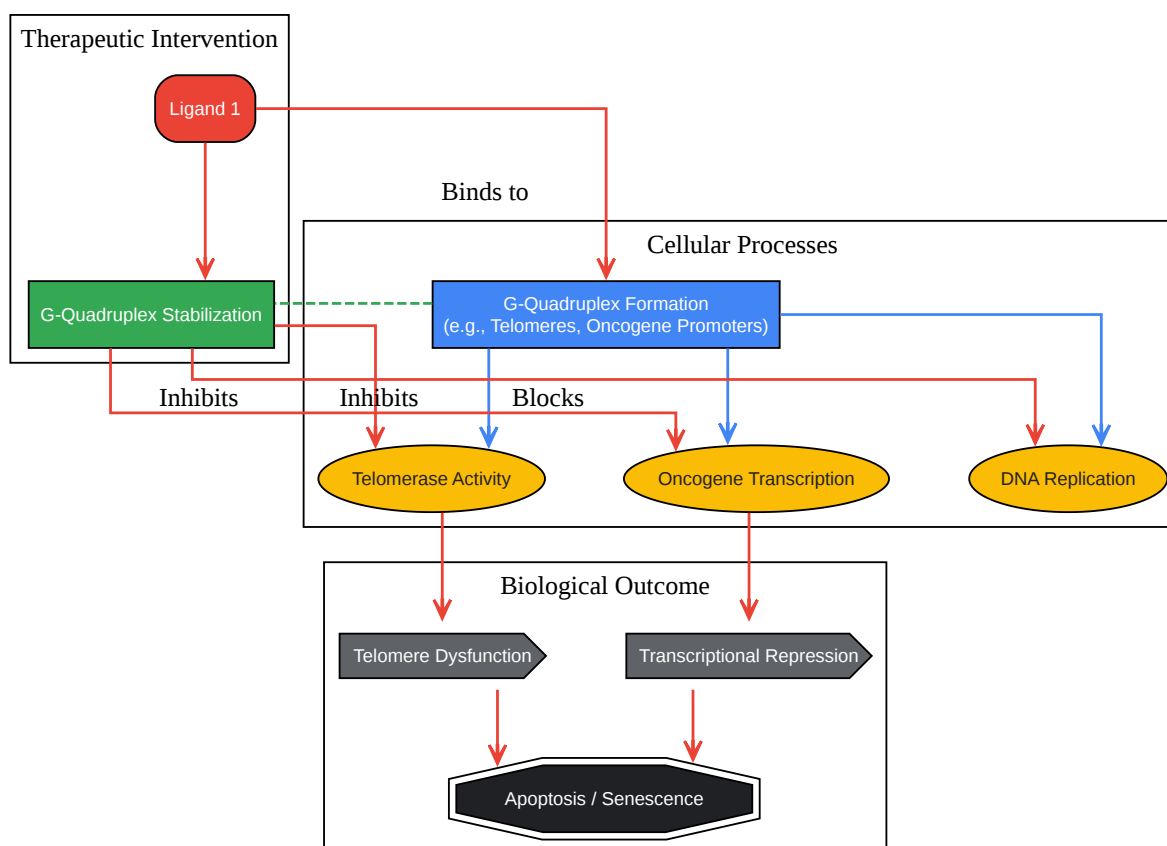 Therapeutic Intervention
Ligand 1
Binds to
Cellular Processes
G-Quadruplex Stabilization
G-Quadruplex Formation
(e.g., Telomeres, Oncogene Promoters)
Inhibits
Inhibits
Blocks
Telomerase Activity
Oncogene Transcription
DNA Replication
Biological Outcome
Telomere Dysfunction
Transcriptional Repression
Apoptosis / Senescence